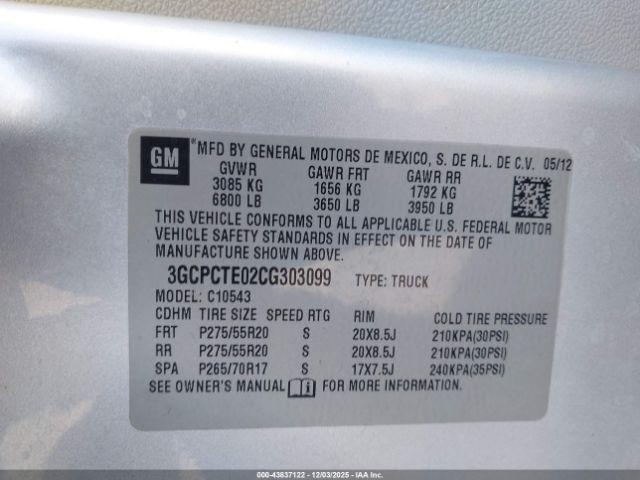 GM *MFD BY GENERAL MOTORS DE MEXICO, S. DE R.L. DE C.V. 05/12
GVWR GAWR FRT GAWR RR
3085 KG 1656 KG 1792 KG
6800 LB 3650 LB 3950 LB
THIS VEHICLE CONFORMS TO ALL APPLICABLE U.S. FEDERAL MOTOR
VEHICLE SAFETY STANDARDS IN EFFECT ON THE DATE OF
MANUFACTURE SHOWN ABOVE.
3GCPCTE02CG303099 TYPE: TRUCK
MODEL: C10543
CDHM TIRE SIZE SPEED RTG RIM COLD TIRE PRESSURE
FRT P275/55R20 S 20X8.5J 210KPA(30PSI)
RR P275/55R20 S 20X8.5J 210KPA(30PSI)
SPA P265/70R17 S 17X7.5J 240KPA(35PSI)
SEE OWNER'S MANUAL FOR MORE INFORMATION.
000-43837122 - 12/03/2025 - COPART.COM